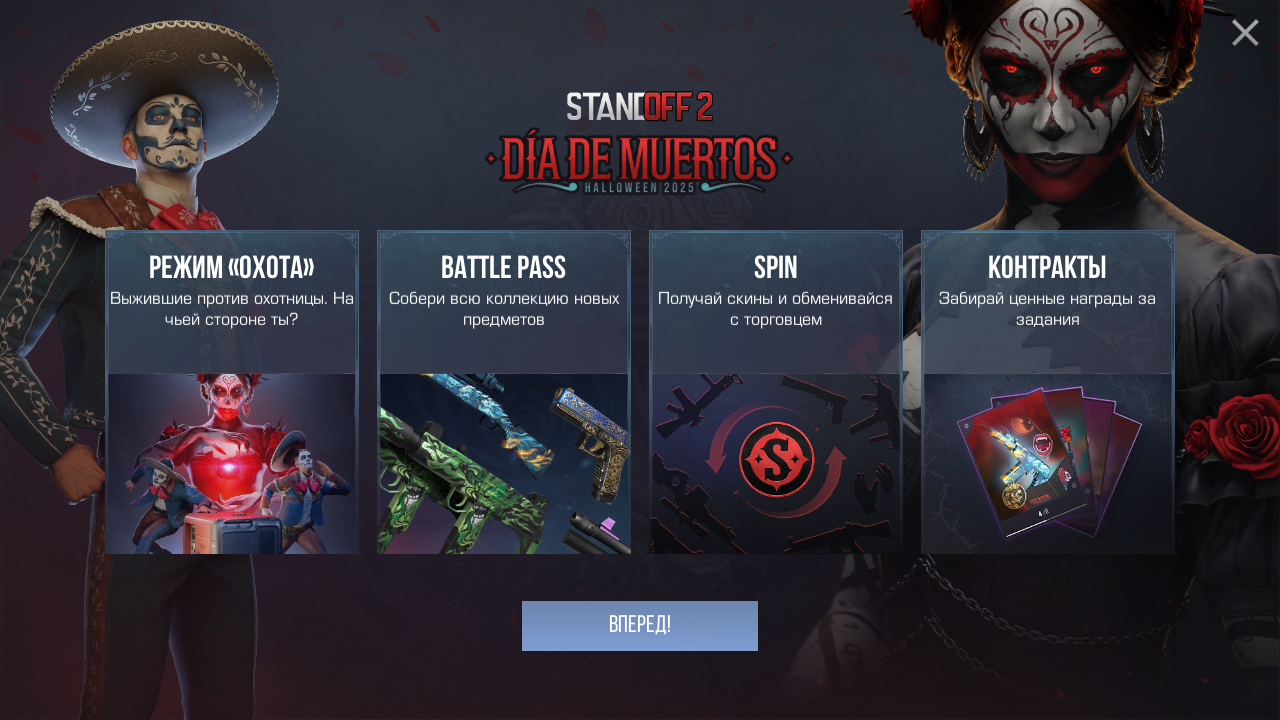 STANDOFF 2
DÍA DE MUERTOS
HALLOWEEN 2025
РЕЖИМ «ОХОТА»
Выжившие против охотницы. На
чьей стороне ты?
BATTLE PASS
Собери всю коллекцию новых
предметов
SPIN
Получай скины и обменивайся
с торговцем
КОНТРАКТЫ
Забирай ценные награды за
задания
ВПЕРЕД!